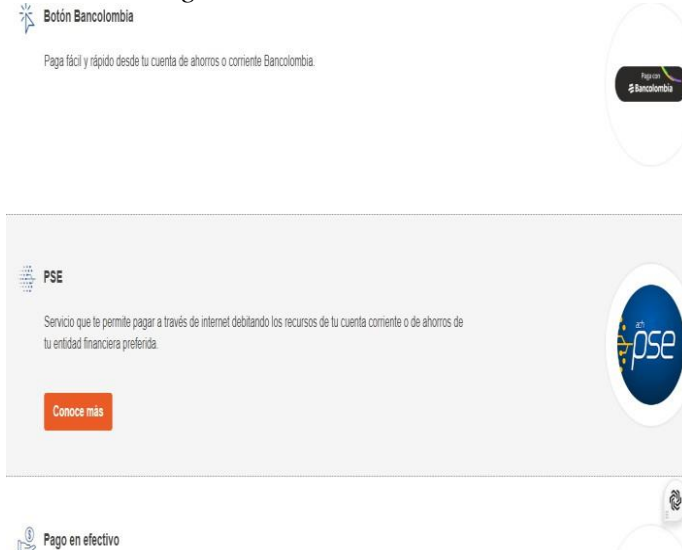 Botón Bancolombia
Paga fácil y rápido desde tu cuenta de ahorros o corriente Bancolombia.
Paga con
Bancolombia
PSE
Servicio que te permite pagar a través de internet debitando los recursos de tu cuenta corriente o de ahorros de
tu entidad financiera preferida.
ach
pse
Conoce más
Pago en efectivo